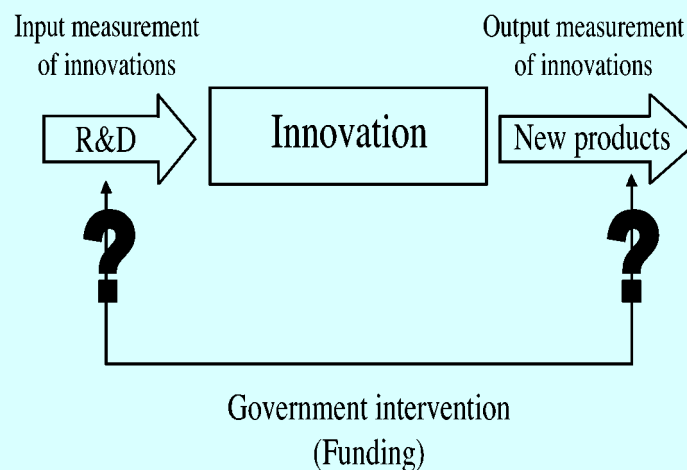 Input measurement
of innovations
Output measurement
of innovations
R&D
Innovation
New products
?
?
Government intervention
(Funding)